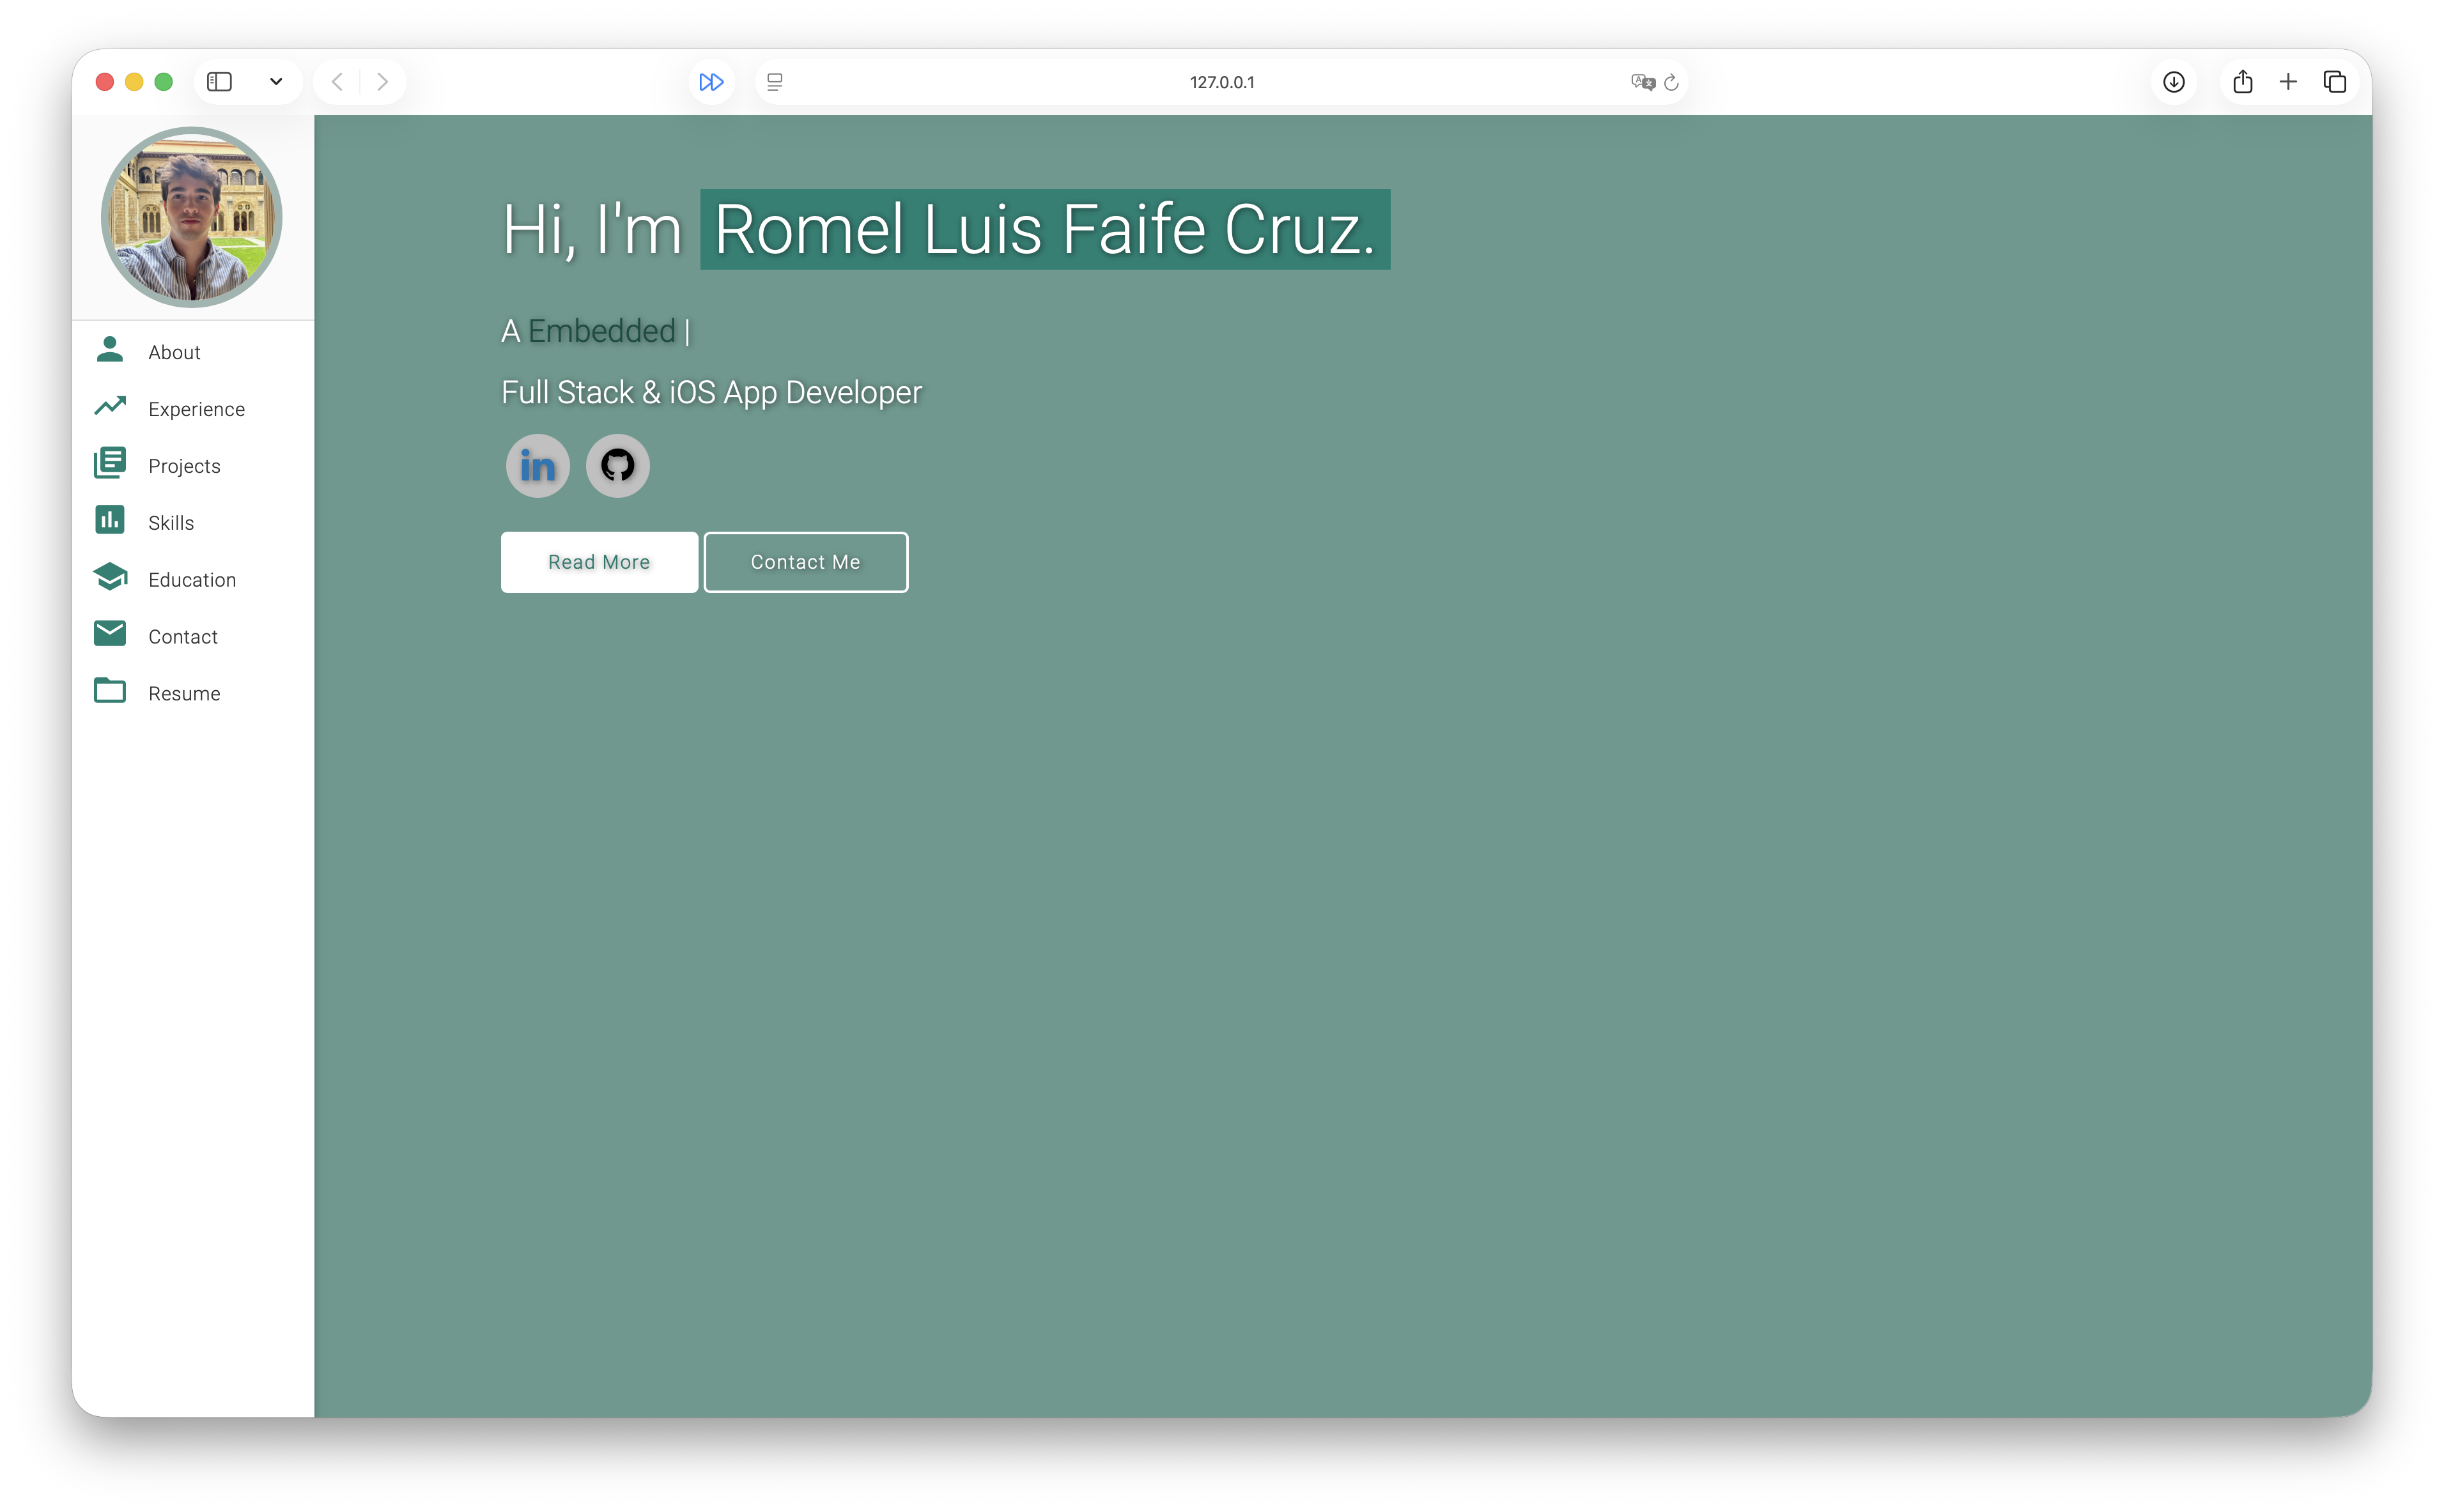 127.0.0.1
Hi, I'm Romel Luis Faife Cruz.
A Embedded |
Full Stack & iOS App Developer
in
Read More
Contact Me
About
Experience
Projects
Skills
Education
Contact
Resume